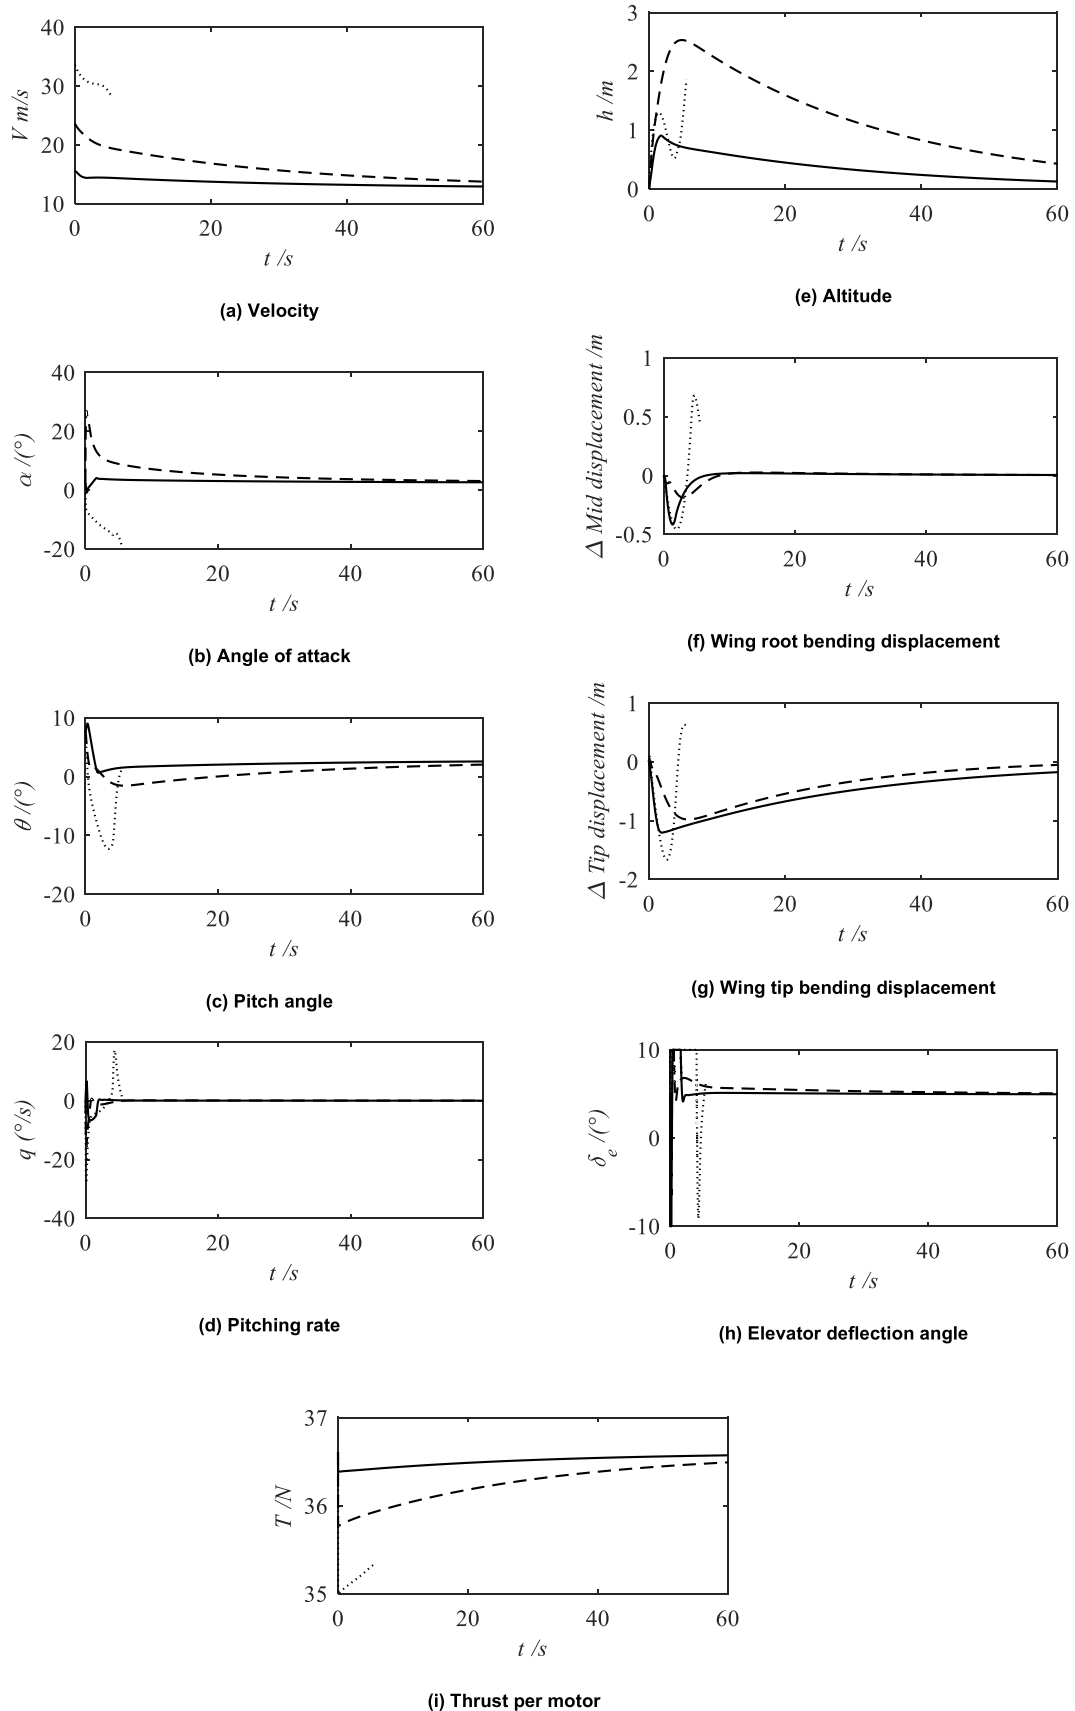 40
30
20
10
V m/s
0 20 40 60
t /s
(a) Velocity
3
2
1
0
h /m
0 20 40 60
t /s
(e) Altitude
40
20
0
-20
α /(°)
0 20 40 60
t /s
(b) Angle of attack
1
0.5
0
-0.5
Δ Mid displacement /m
0 20 40 60
t /s
(f) Wing root bending displacement
10
0
-10
-20
θ /(°)
0 20 40 60
t /s
(c) Pitch angle
1
0
-1
-2
Δ Tip displacement /m
0 20 40 60
t /s
(g) Wing tip bending displacement
20
0
-20
-40
q (°/s)
0 20 40 60
t /s
(d) Pitching rate
10
0
-10
δe /(°)
0 20 40 60
t /s
(h) Elevator deflection angle
37
36
35
T /N
0 20 40 60
t /s
(i) Thrust per motor